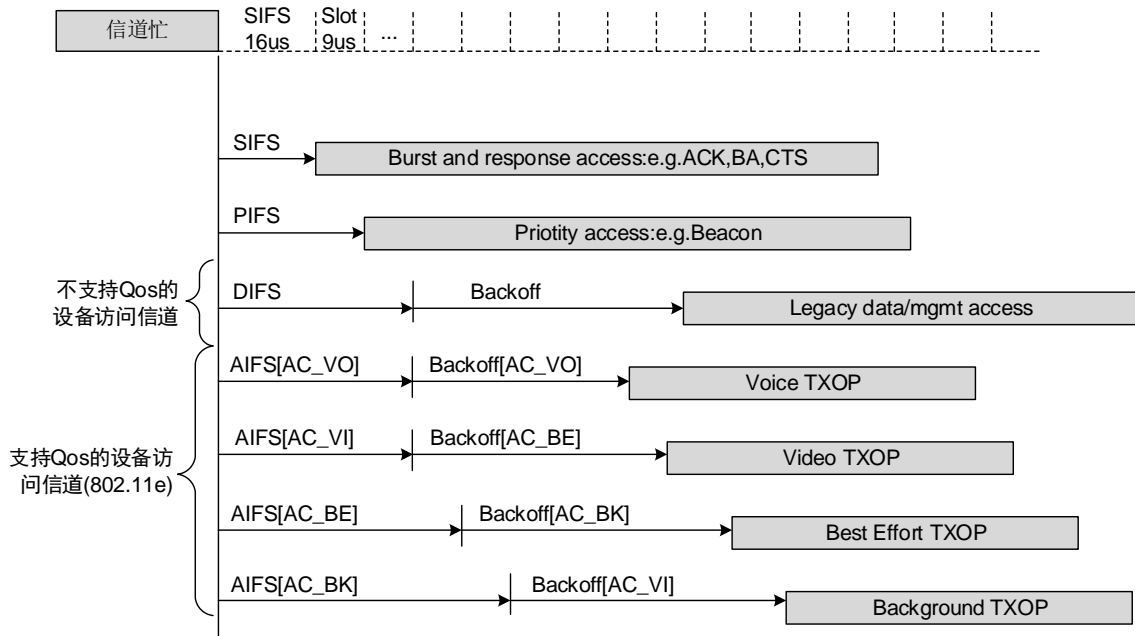 信道忙
SIFS
16us
Slot
9us
...
SIFS
Burst and response access:e.g.ACK,BA,CTS
PIFS
Priotity access:e.g.Beacon
不支持Qos的
设备访问信道
DIFS
Backoff
Legacy data/mgmt access
AIFS[AC_VO]
Backoff[AC_VO]
Voice TXOP
支持Qos的设备访
问信道(802.11e)
AIFS[AC_VI]
Backoff[AC_BE]
Video TXOP
AIFS[AC_BE]
Backoff[AC_BK]
Best Effort TXOP
AIFS[AC_BK]
Backoff[AC_VI]
Background TXOP